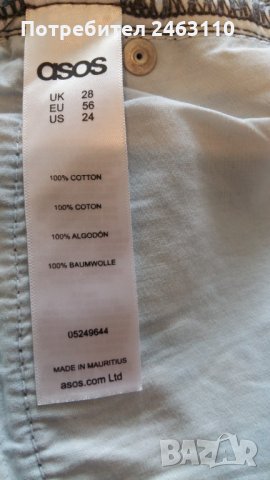 Потребител 2463110
asos
UK 28
EU 56
US 24
100% COTTON
100% COTON
100% ALGODÓN
100% BAUMWOLLE
05249644
MADE IN MAURITIUS
asos.com Ltd
BAZAR